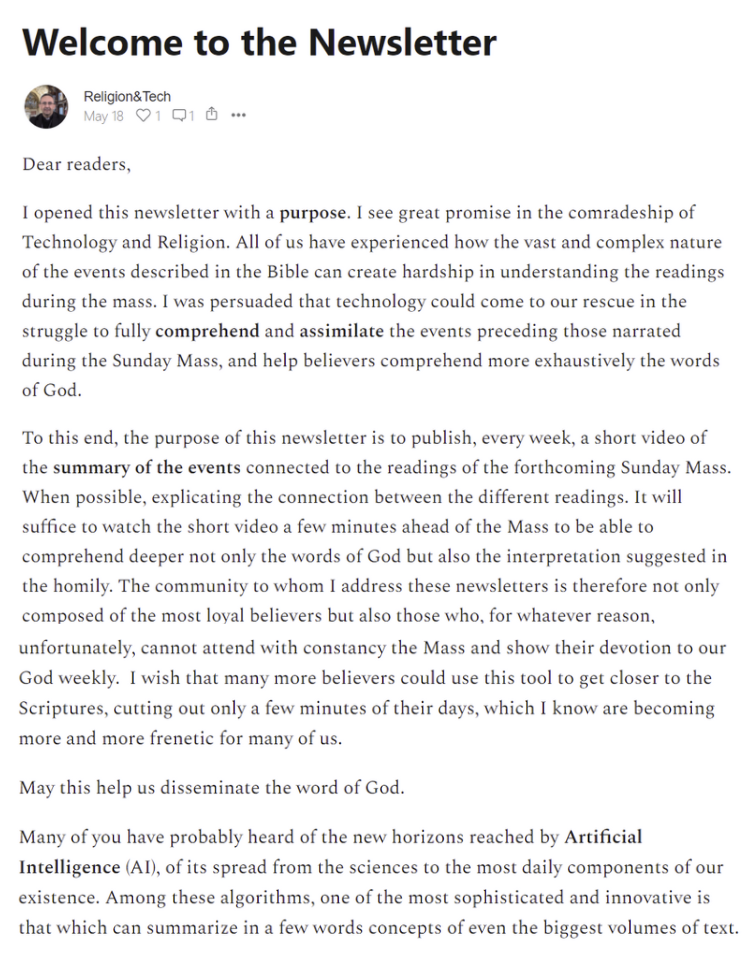 Welcome to the Newsletter
Religion&Tech
May 18 1 1
Dear readers,
I opened this newsletter with a purpose. I see great promise in the comradeship of
Technology and Religion. All of us have experienced how the vast and complex nature
of the events described in the Bible can create hardship in understanding the readings
during the mass. I was persuaded that technology could come to our rescue in the
struggle to fully comprehend and assimilate the events preceding those narrated
during the Sunday Mass, and help believers comprehend more exhaustively the words
of God.
To this end, the purpose of this newsletter is to publish, every week, a short video of
the summary of the events connected to the readings of the forthcoming Sunday Mass.
When possible, explicating the connection between the different readings. It will
suffice to watch the short video a few minutes ahead of the Mass to be able to
comprehend deeper not only the words of God but also the interpretation suggested in
the homily. The community to whom I address these newsletters is therefore not only
composed of the most loyal believers but also those who, for whatever reason,
unfortunately, cannot attend with constancy the Mass and show their devotion to our
God weekly.  I wish that many more believers could use this tool to get closer to the
Scriptures, cutting out only a few minutes of their days, which I know are becoming
more and more frenetic for many of us.
May this help us disseminate the word of God.
Many of you have probably heard of the new horizons reached by Artificial
Intelligence (AI), of its spread from the sciences to the most daily components of our
existence. Among these algorithms, one of the most sophisticated and innovative is
that which can summarize in a few words concepts of even the biggest volumes of text.